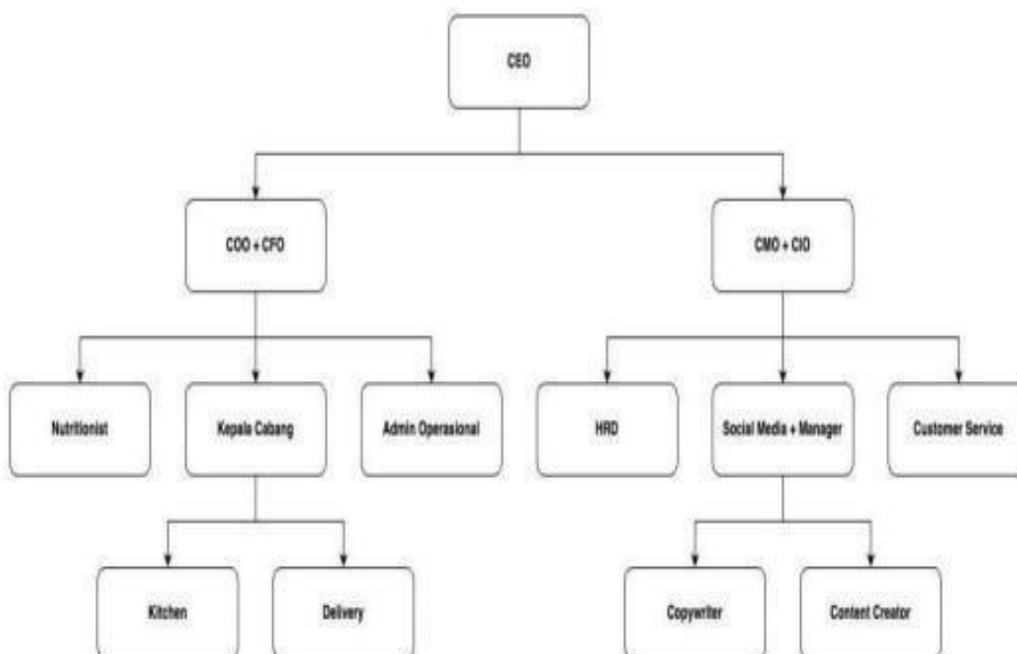 CEO
COO + CFO
CMO + CIO
Nutritionist
Kepala Cabang
Admin Operasional
HRD
Social Media + Manager
Customer Service
Kitchen
Delivery
Copywriter
Content Creator